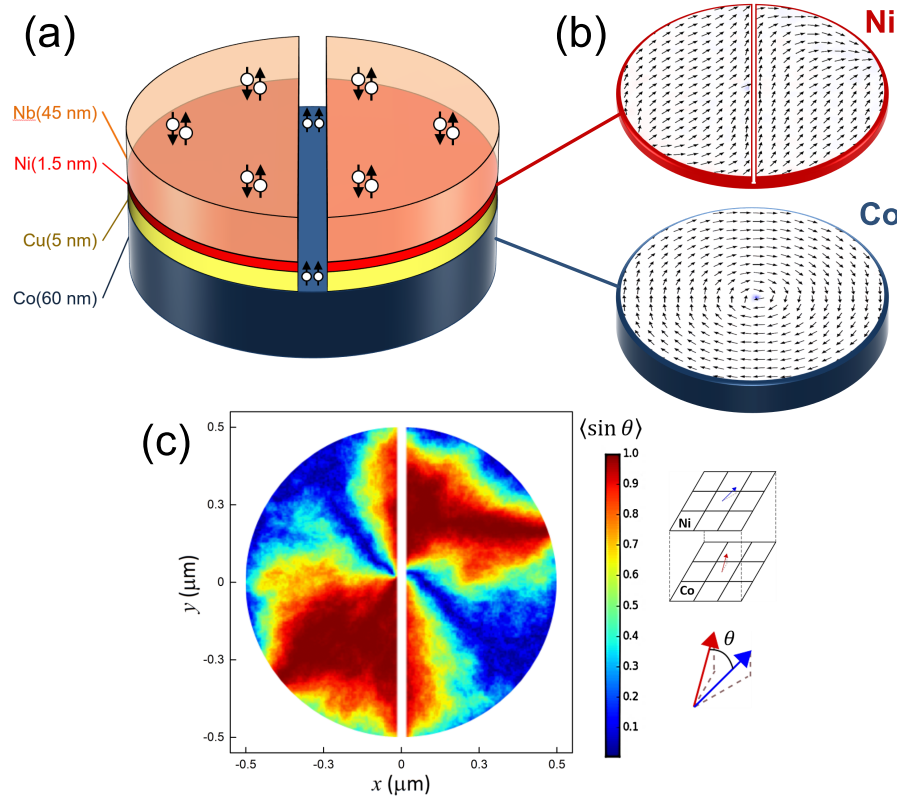 (a)
Nb(45 nm)
Ni(1.5 nm)
Cu(5 nm)
Co(60 nm)
(b)
Ni
Co
(c)
0.5
0.3
0
-0.3
-0.5
y (μm)
-0.5 -0.3 0 0.3 0.5
x (μm)
⟨sin θ⟩
1.0
0.9
0.8
0.7
0.6
0.5
0.4
0.3
0.2
0.1
Ni
Co
θ